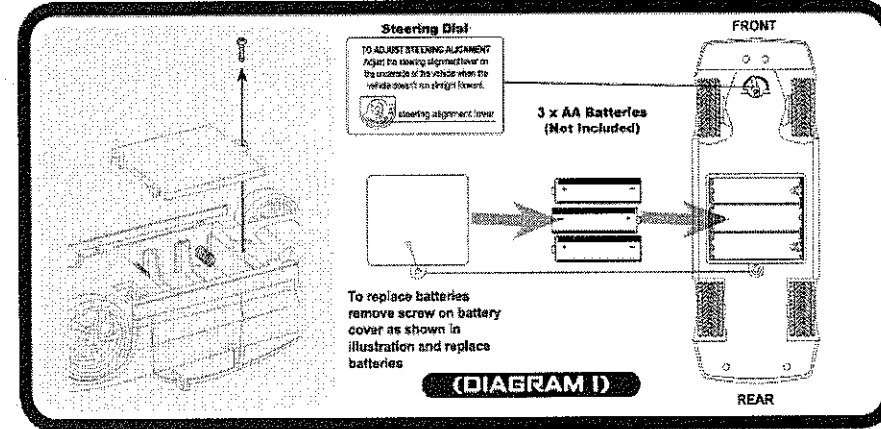 Steering Dial
TO ADJUST STEERING ALIGNMENT
Adjust the steering alignment lever on
the underside of the vehicle when the
vehicle doesn't run straight forward.
steering alignment lever
3 x AA Batteries
(Not Included)
FRONT
To replace batteries
remove screw on battery
cover as shown in
illustration and replace
batteries
(DIAGRAM I)
REAR